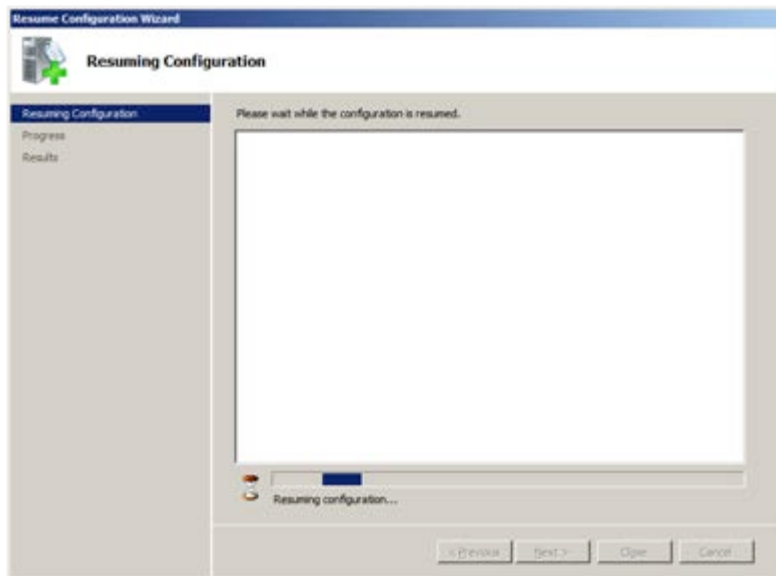 Resume Configuration Wizard
Resuming Configuration
Resuming Configuration
Progress
Results
Please wait while the configuration is resumed.
Resuming configuration...
< Previous
Next >
Close
Cancel